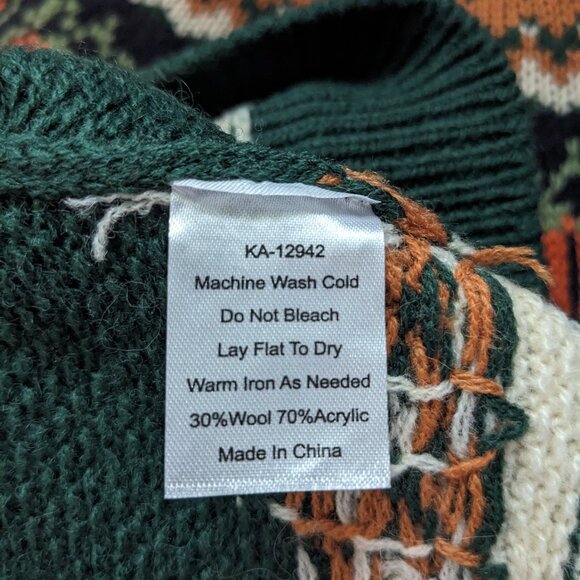 KA-12942
Machine Wash Cold
Do Not Bleach
Lay Flat To Dry
Warm Iron As Needed
30%Wool 70%Acrylic
Made In China